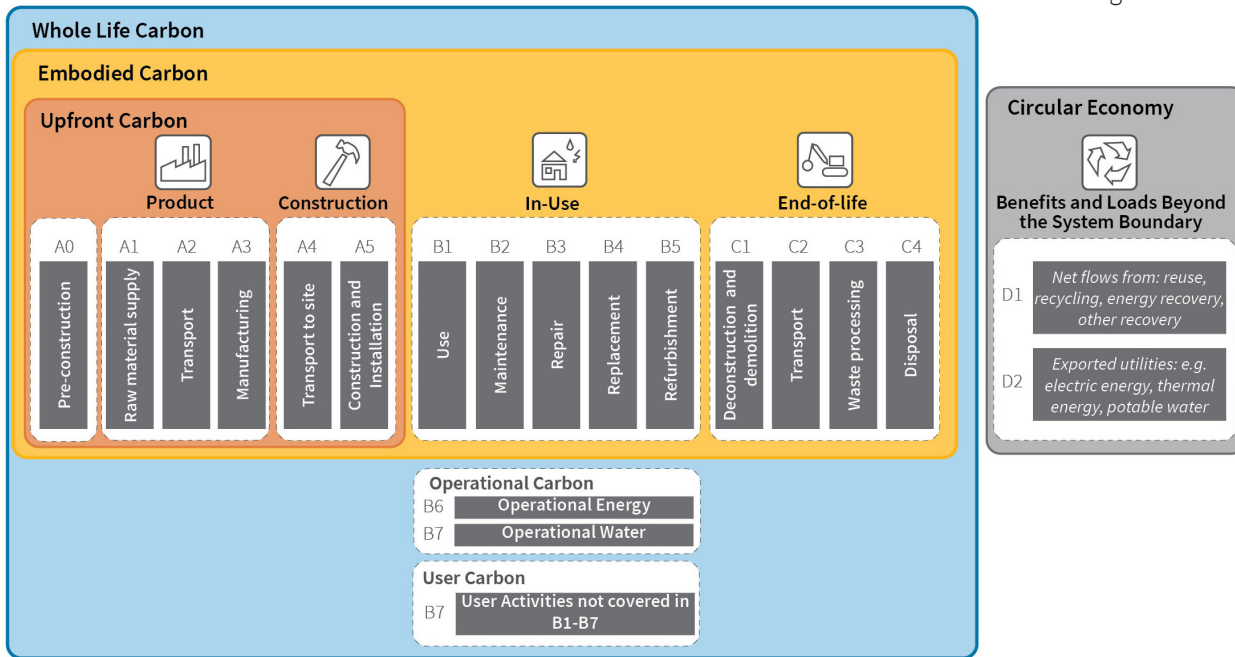 Whole Life Carbon
Embodied Carbon
Upfront Carbon
Product
Construction
In-Use
End-of-life
A0
A1
A2
A3
A4
A5
B1
B2
B3
B4
B5
C1
C2
C3
C4
Pre-construction
Raw material supply
Transport
Manufacturing
Transport to site
Construction and
Installation
Use
Maintenance
Repair
Replacement
Refurbishment
Deconstruction and
demolition
Transport
Waste processing
Disposal
Operational Carbon
B6
Operational Energy
B7
Operational Water
User Carbon
B7
User Activities not covered in
B1-B7
Circular Economy
Benefits and Loads Beyond
the System Boundary
D1
Net flows from: reuse,
recycling, energy recovery,
other recovery
D2
Exported utilities: e.g.
electric energy, thermal
energy, potable water